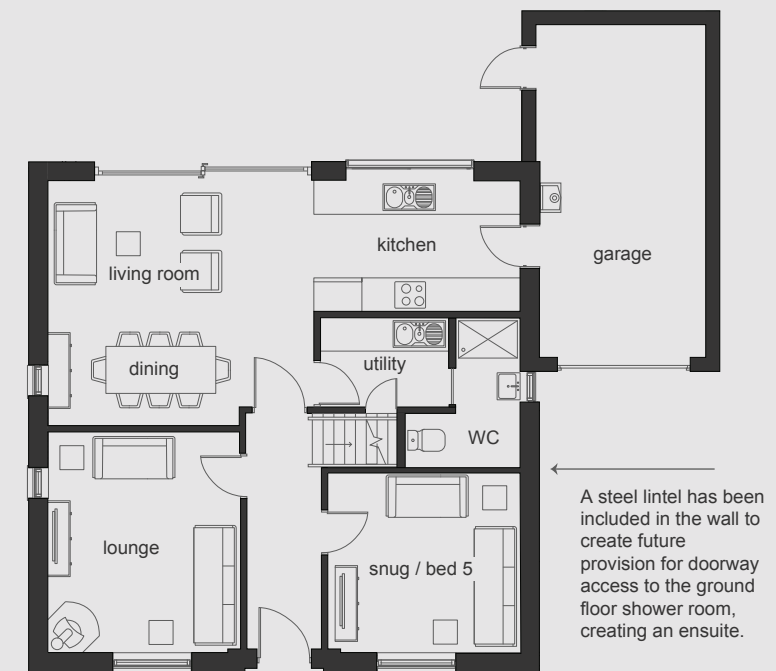 kitchen
garage
living room
utility
dining
WC
lounge
snug / bed 5
A steel lintel has been
included in the wall to
create future
provision for doorway
access to the ground
floor shower room,
creating an ensuite.